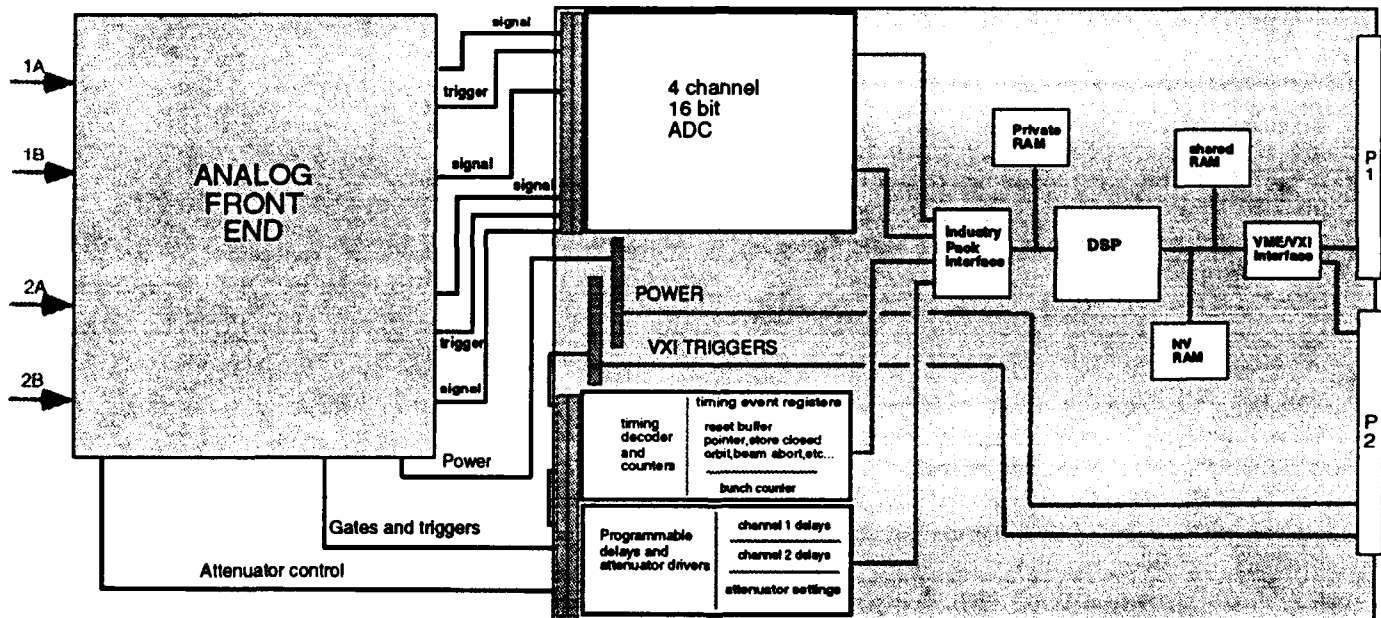 1A
1B
2A
2B
ANALOG
FRONT
END
signal
trigger
signal
signal
trigger
signal
Power
Gates and triggers
Attenuator control
4 channel
16 bit
ADC
POWER
VXI TRIGGERS
timing
decoder
and
counters
timing event registers
reset buffer
pointer,store closed
orbit,beam abort,etc...
bunch counter
Programmable
delays and
attenuator drivers
channel 1 delays
channel 2 delays
attenuator settings
Industry
Pack
Interface
Private
RAM
DSP
shared
RAM
NV
RAM
VME/VXI
Interface
P
1
P
2